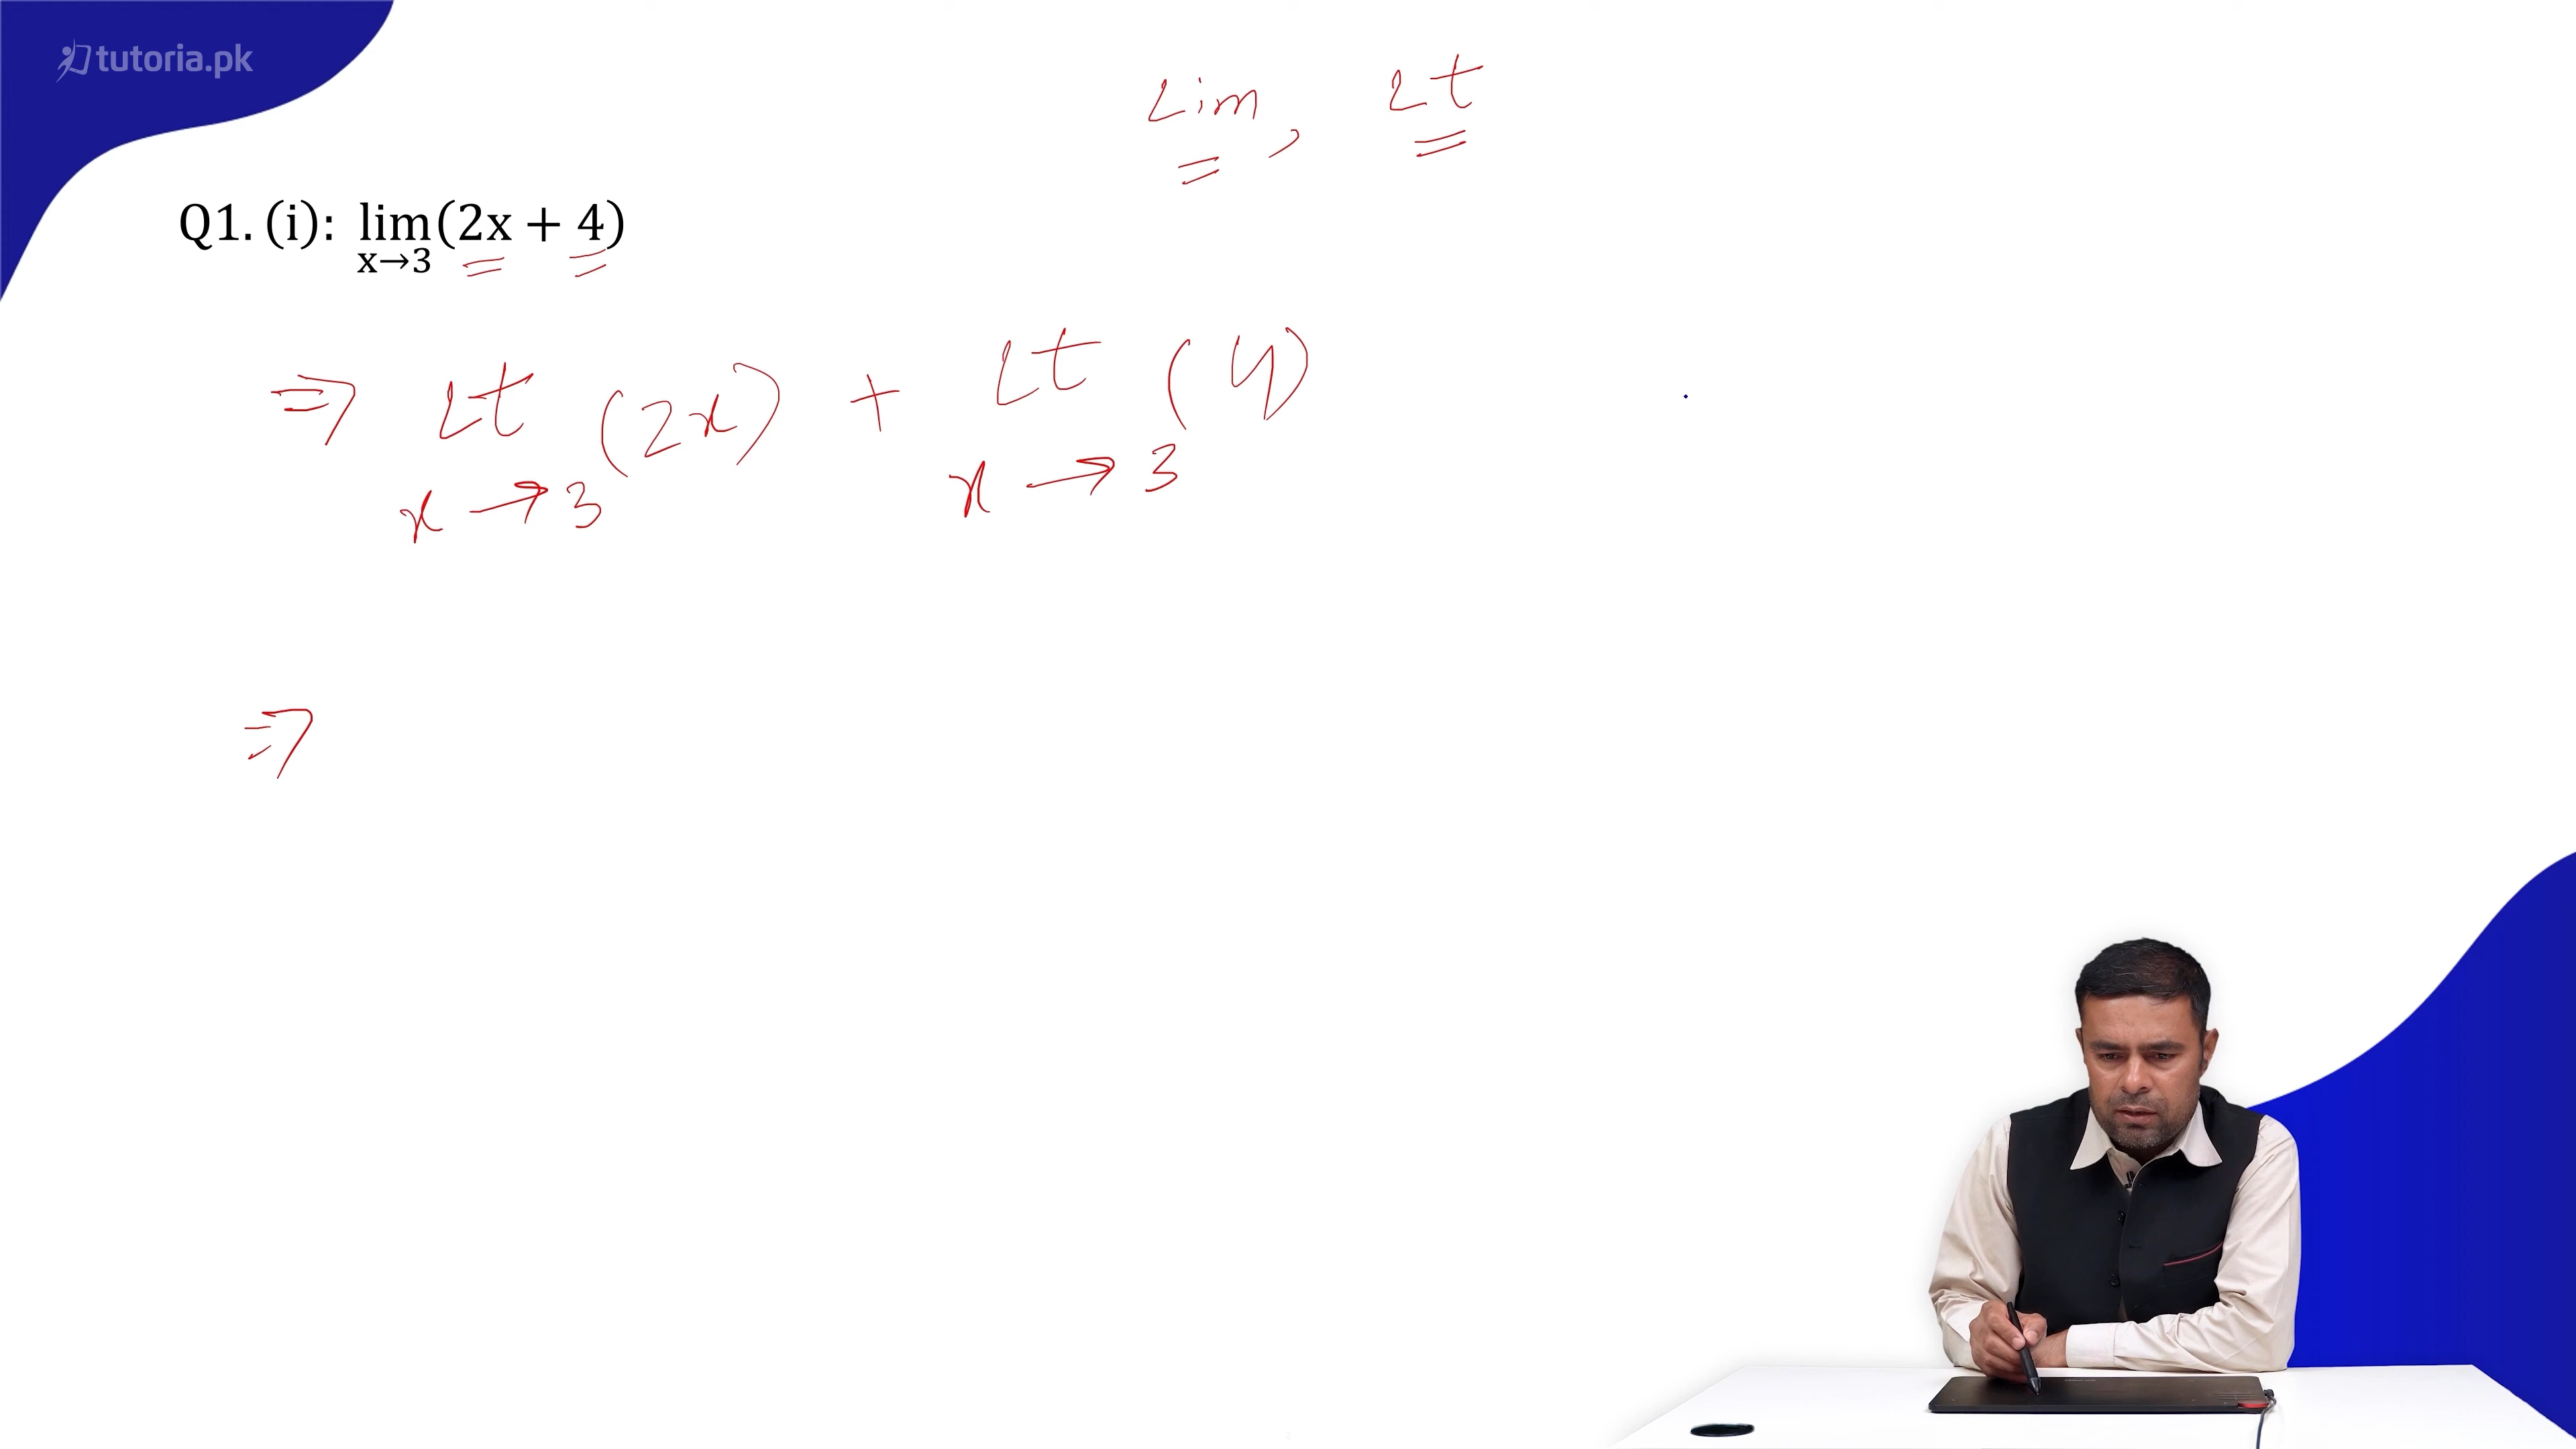 tutoria.pk
Lim, Lt
Q1. (i): lim(2x + 4)
x→3
⇒ Lt (2x) + Lt (4)
x → 3 x → 3
⇒